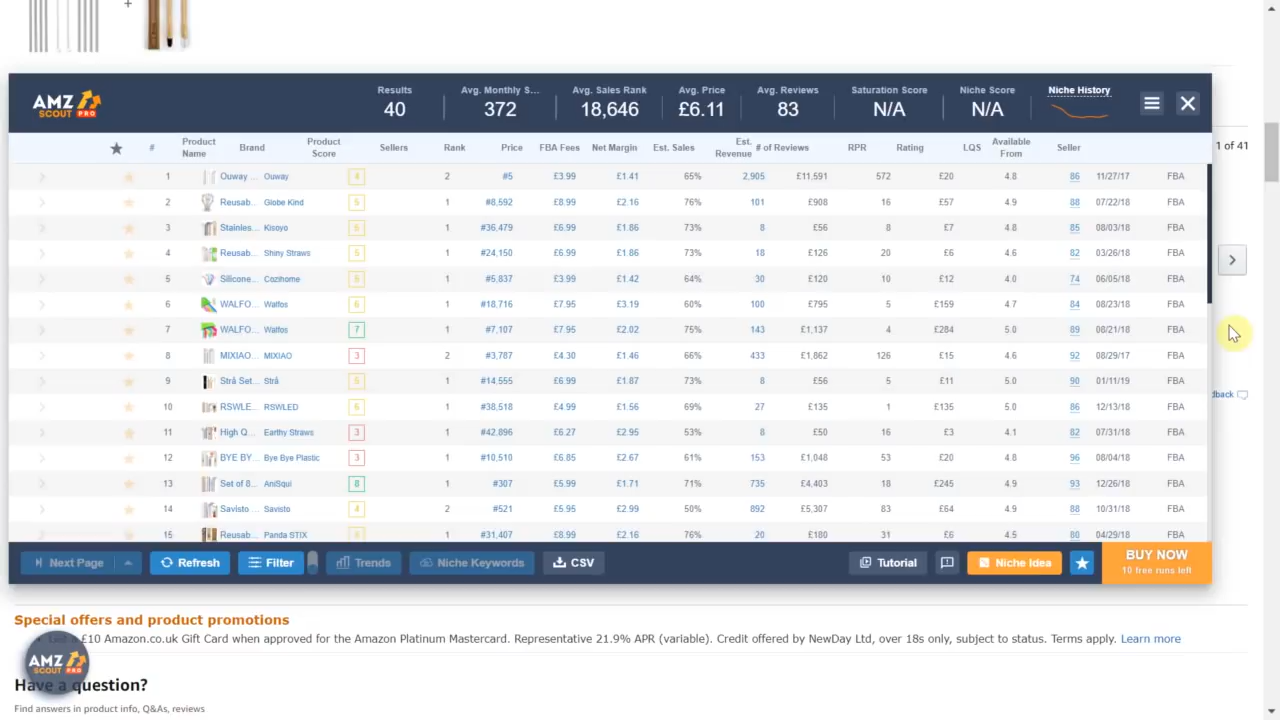 +
AMZ SCOUT PRO
Results Avg. Monthly S... Avg. Sales Rank Avg. Price Avg. Reviews Saturation Score Niche Score Niche History
40 372 18,646 £6.11 83 N/A N/A
# Product Name Brand Product Score Sellers Rank Price FBA Fees Net Margin Est. Sales Est. Revenue # of Reviews RPR Rating LQS Available From Seller
1 Ouway ... Ouway 4 2 #5 £3.99 £1.41 65% 2,905 £11,591 572 £20 4.8 86 11/27/17 FBA
2 Reusab... Globe Kind 5 1 #8,592 £8.99 £2.16 76% 101 £908 16 £57 4.9 88 07/22/18 FBA
3 Stainles... Kisoyo 1 #36,479 £6.99 £1.86 73% 8 £56 8 £7 4.8 85 08/03/18 FBA
4 Reusab... Shiny Straws 5 1 #24,150 £6.99 £1.86 73% 18 £126 20 £6 4.6 82 03/26/18 FBA
5 Silicone... Cozihome 1 #5,837 £3.99 £1.42 64% 30 £120 10 £12 4.0 74 06/05/18 FBA
6 WALFO... Walfos 6 1 #18,716 £7.95 £3.19 60% 100 £795 5 £159 4.7 84 08/23/18 FBA
7 WALFO... Walfos 7 1 #7,107 £7.95 £2.02 75% 143 £1,137 4 £284 5.0 89 08/21/18 FBA
8 MIXIAO... MIXIAO 3 2 #3,787 £4.30 £1.46 66% 433 £1,862 126 £15 4.6 92 08/29/17 FBA
9 Strå Set... Strå 5 1 #14,555 £6.99 £1.87 73% 8 £56 5 £11 5.0 90 01/11/19 FBA
10 RSWLE... RSWLED 6 1 #38,518 £4.99 £1.56 69% 27 £135 1 £135 5.0 86 12/13/18 FBA
11 High Q... Earthy Straws 3 1 #42,896 £6.27 £2.95 53% 8 £50 16 £3 4.1 82 07/31/18 FBA
12 BYE BY... Bye Bye Plastic 3 1 #10,510 £6.85 £2.67 61% 153 £1,048 53 £20 4.8 96 08/04/18 FBA
13 Set of 8... AniSqui 8 1 #307 £5.99 £1.71 71% 735 £4,403 18 £245 4.9 93 12/26/18 FBA
14 Savisto ... Savisto 4 2 #521 £5.95 £2.99 50% 892 £5,307 83 £64 4.9 88 10/31/18 FBA
15 Reusab... Panda STIX 1 #31,407 £8.99 £2.16 76% 20 £180 31 £6 4.5 80 04/29/18 FBA
Next Page Refresh Filter Trends Niche Keywords CSV Tutorial Niche Idea BUY NOW
10 free runs left
1 of 41
dback
Special offers and product promotions
£10 Amazon.co.uk Gift Card when approved for the Amazon Platinum Mastercard. Representative 21.9% APR (variable). Credit offered by NewDay Ltd, over 18s only, subject to status. Terms apply. Learn more
AMZ SCOUT PRO
Have a question?
Find answers in product info, Q&As, reviews